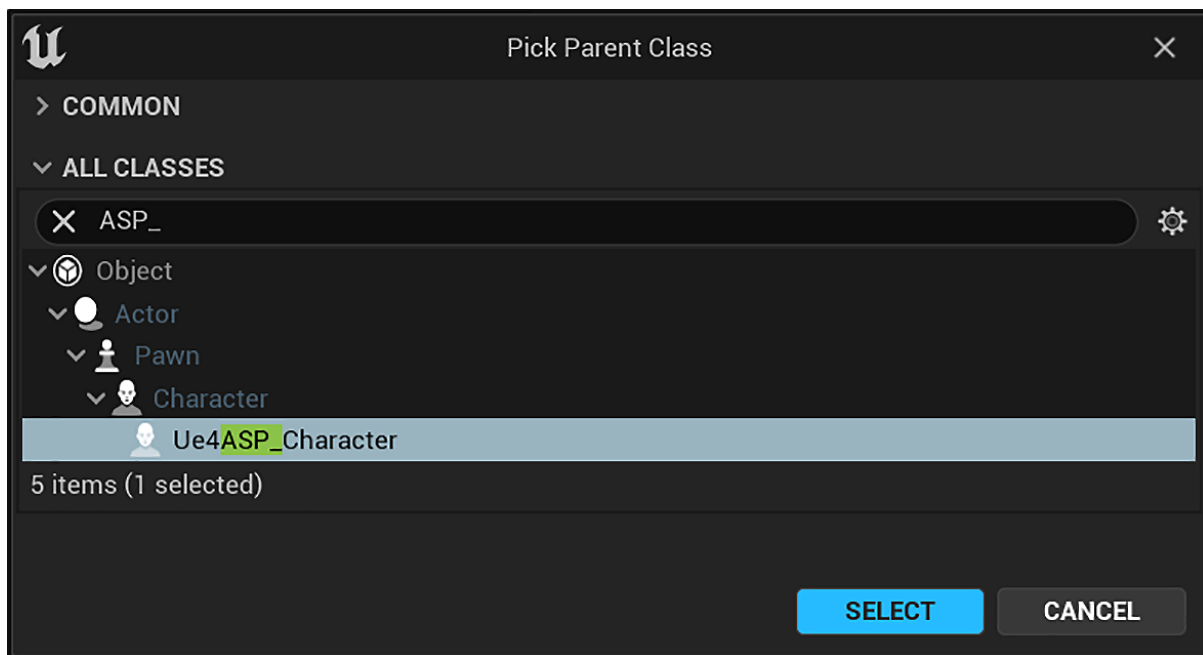 Pick Parent Class
COMMON
ALL CLASSES
ASP_
Object
Actor
Pawn
Character
Ue4ASP_Character
5 items (1 selected)
SELECT
CANCEL